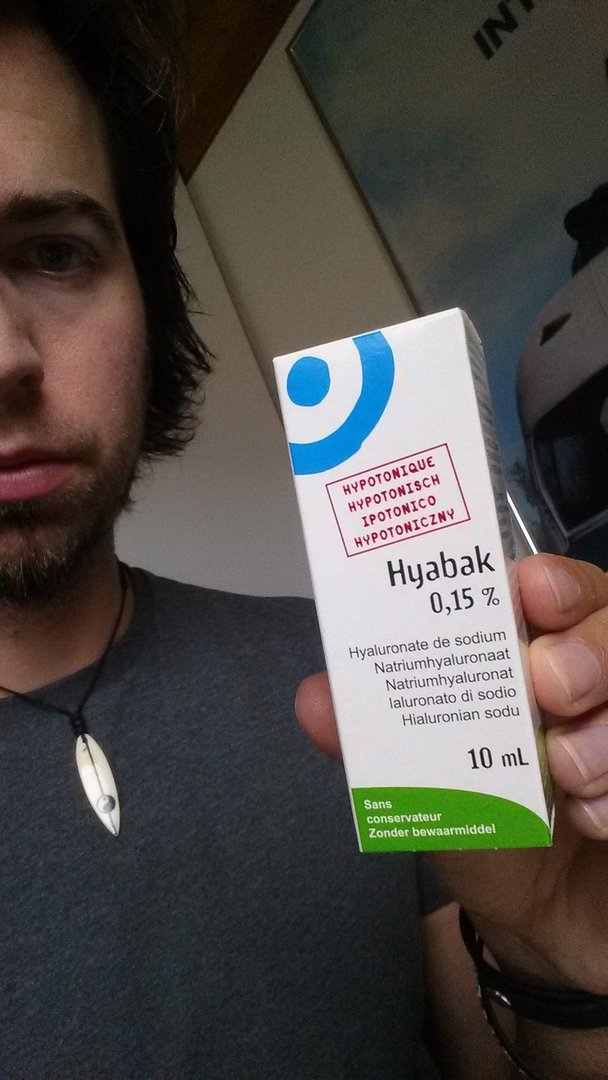 INT
HYPOTONIQUE
HYPOTONISCH
IPOTONICO
HYPOTONICZNY
Hyabak
0,15 %
Hyaluronate de sodium
Natriumhyaluronaat
Natriumhyaluronat
Ialuronato di sodio
Hialuronian sodu
10 mL
Sans
conservateur
Zonder bewaarmiddel